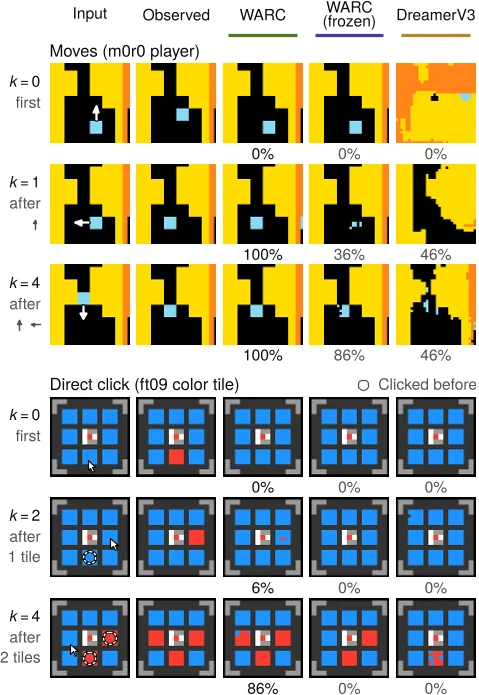 Input Observed WARC WARC (frozen) DreamerV3
Moves (m0r0 player)
k = 0
first
0% 0% 0%
k = 1
after
↑
100% 36% 46%
k = 4
after
↑ ←
100% 86% 46%
Direct click (ft09 color tile) Clicked before
k = 0
first
0% 0% 0%
k = 2
after
1 tile
6% 0% 0%
k = 4
after
2 tiles
86% 0% 0%